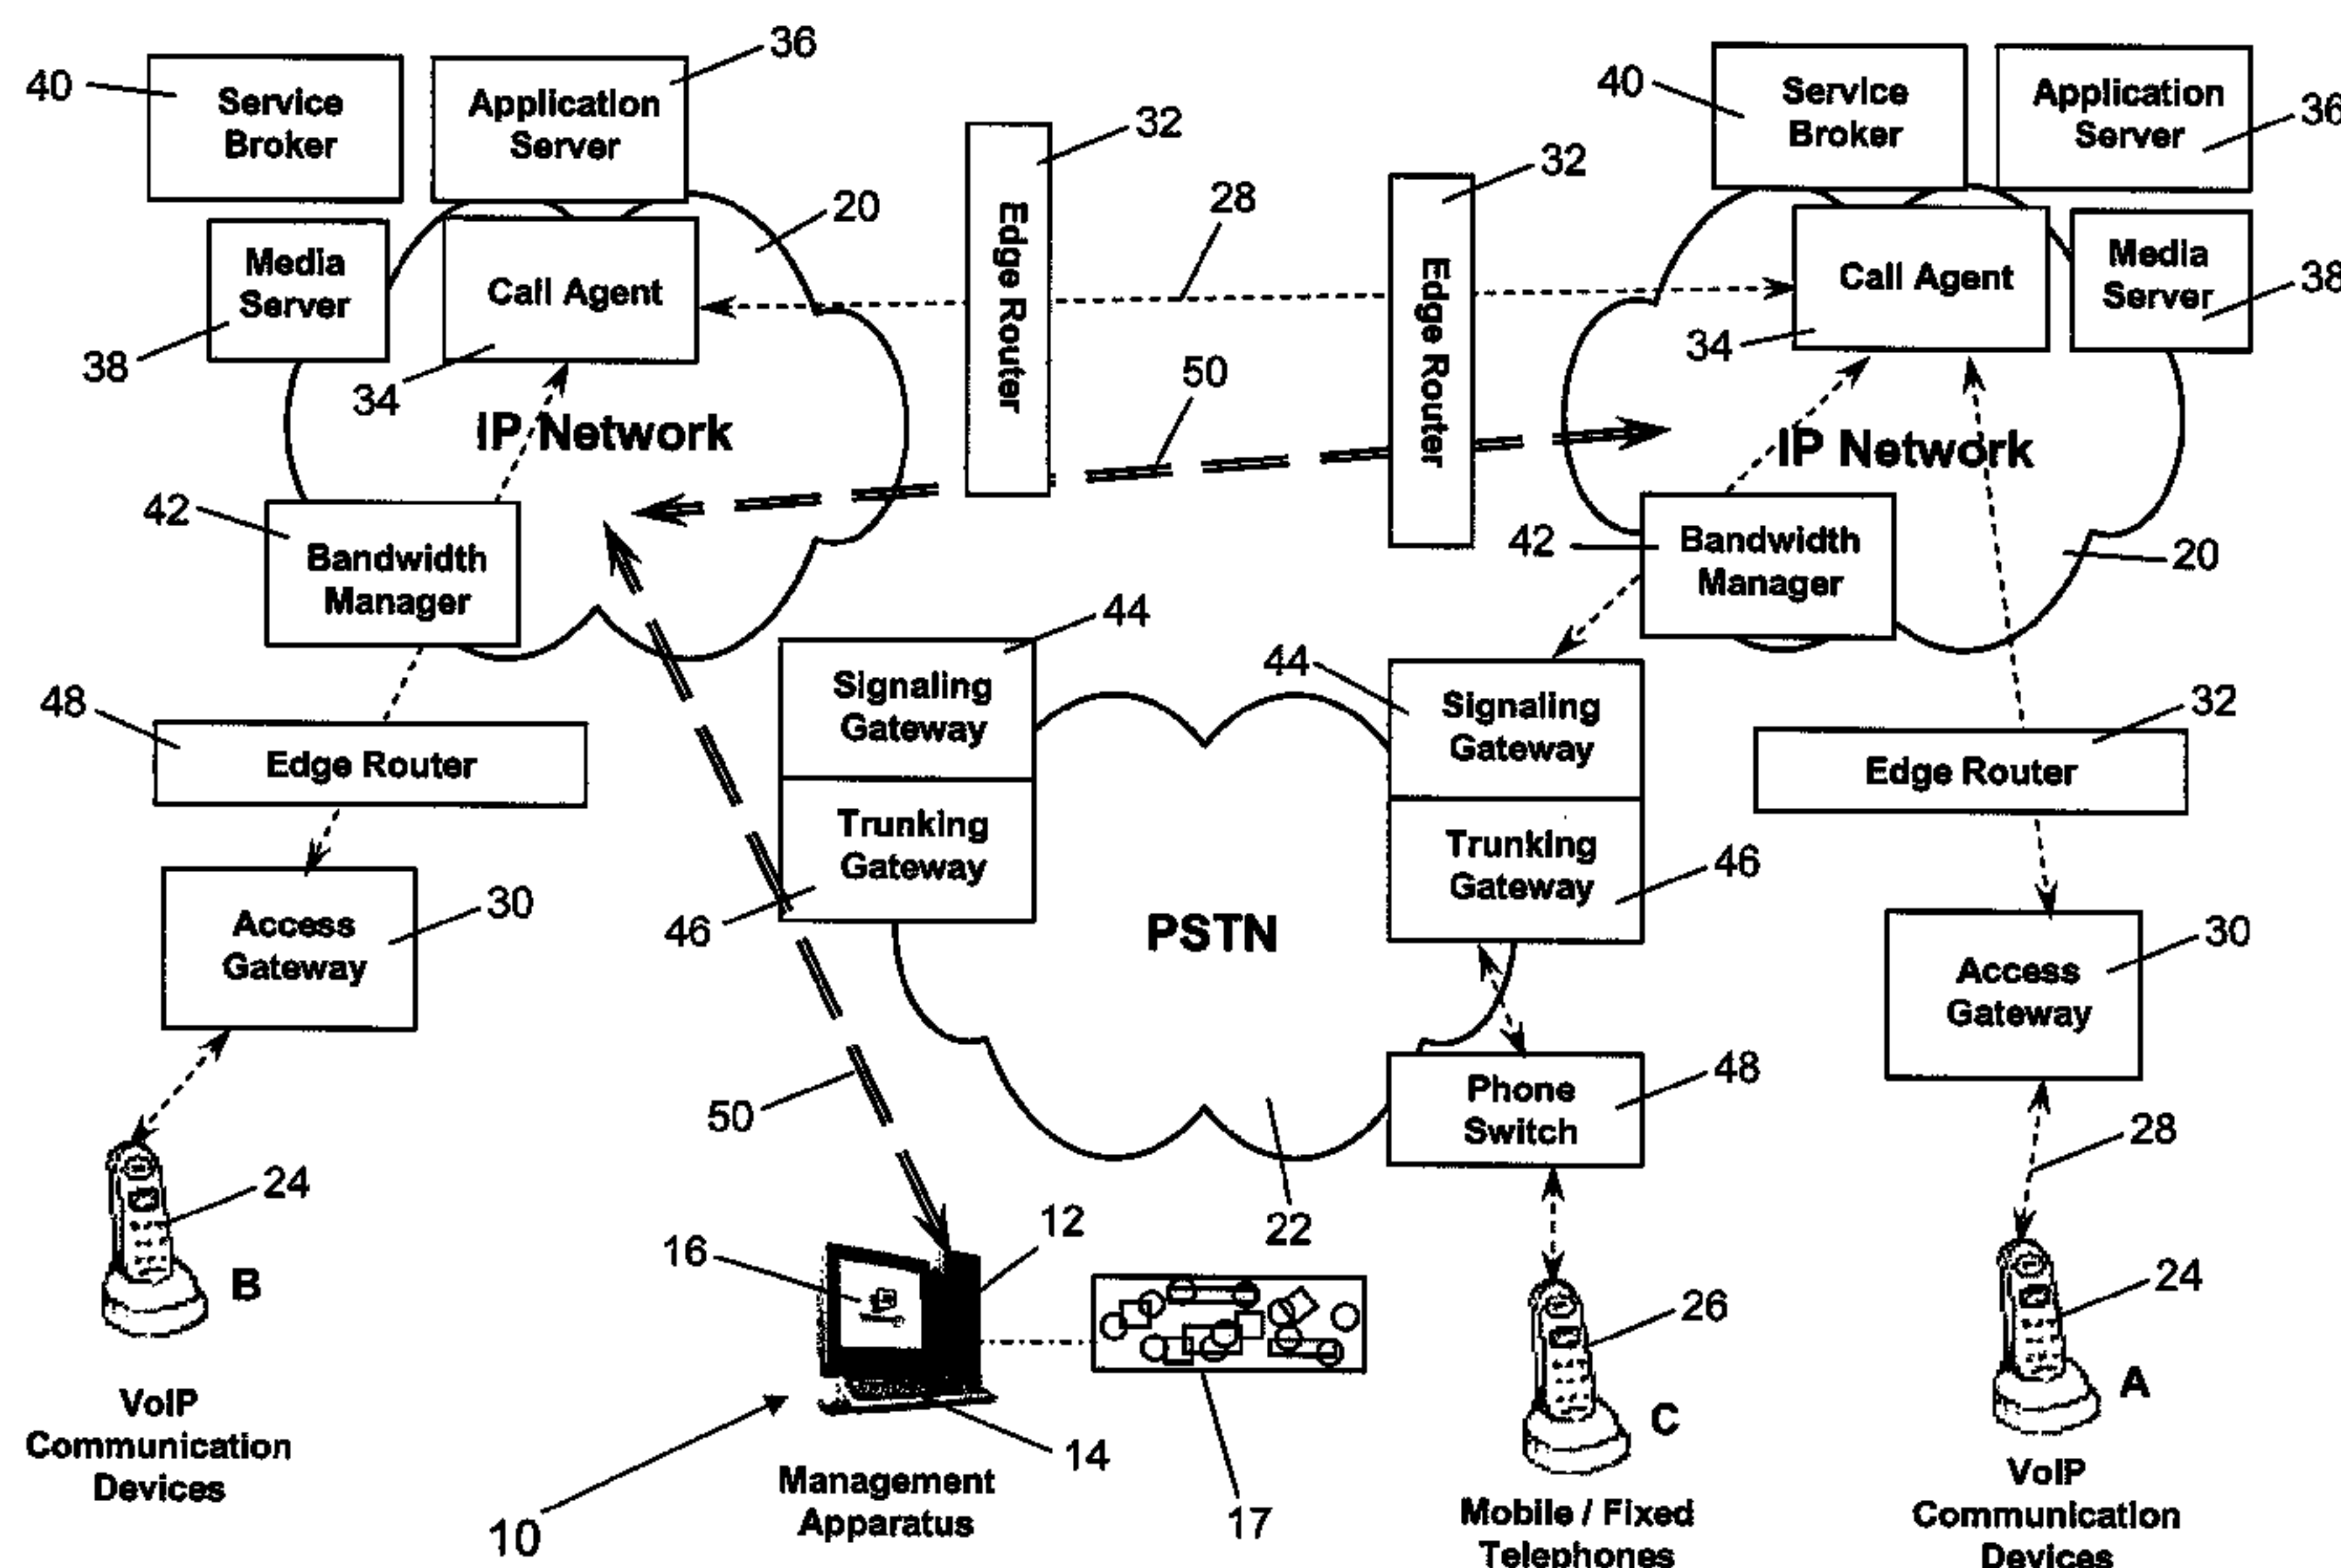 36
40
Service
Broker
Application
Server
32
40
Service
Broker
Application
Server
36
32
20
28
Media
Server
Call Agent
Edge Router
Edge Router
Call Agent
Media
Server
38
38
34
34
50
IP Network
IP Network
42
Bandwidth
Manager
42
Bandwidth
Manager
20
44
Signaling
Gateway
44
Signaling
Gateway
48
Edge Router
32
Edge Router
Trunking
Gateway
Trunking
Gateway
46
46
PSTN
30
Access
Gateway
30
Access
Gateway
50
Phone
Switch
48
28
24
22
12
16
B
26
24
A
C
VoIP
Communication
Devices
14
Management
Apparatus
10
17
Mobile / Fixed
Telephones
VoIP
Communication
Devices